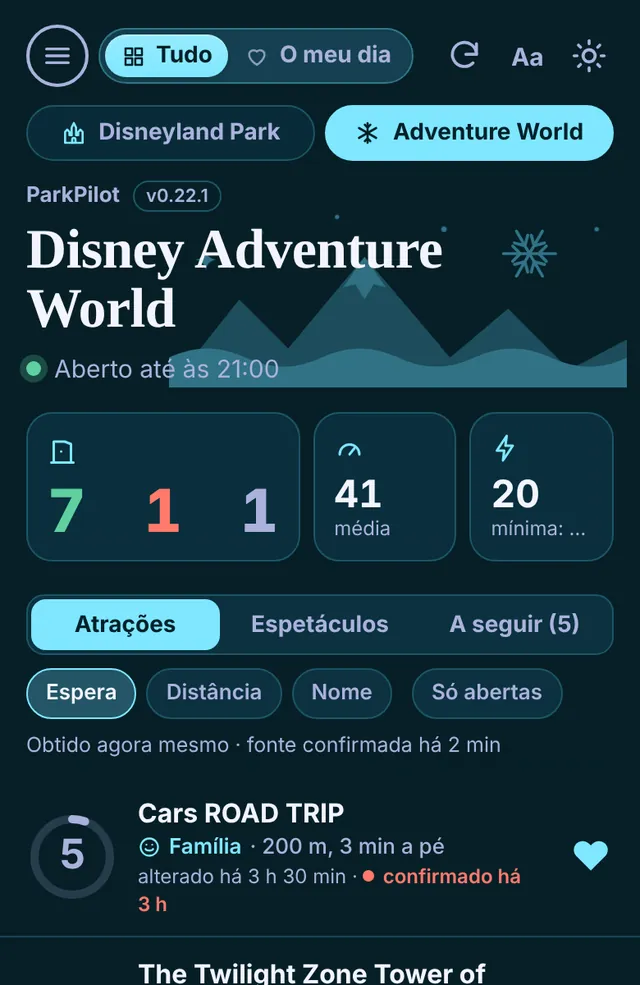 Tudo
O meu dia
Aa
Disneyland Park
Adventure World
ParkPilot
v0.22.1
Disney Adventure
World
Aberto até às 21:00
7 1 1
41
média
20
mínima: ...
Atrações
Espetáculos
A seguir (5)
Espera
Distância
Nome
Só abertas
Obtido agora mesmo · fonte confirmada há 2 min
5
Cars ROAD TRIP
Família · 200 m, 3 min a pé
alterado há 3 h 30 min · confirmado há
3 h
The Twilight Zone Tower of